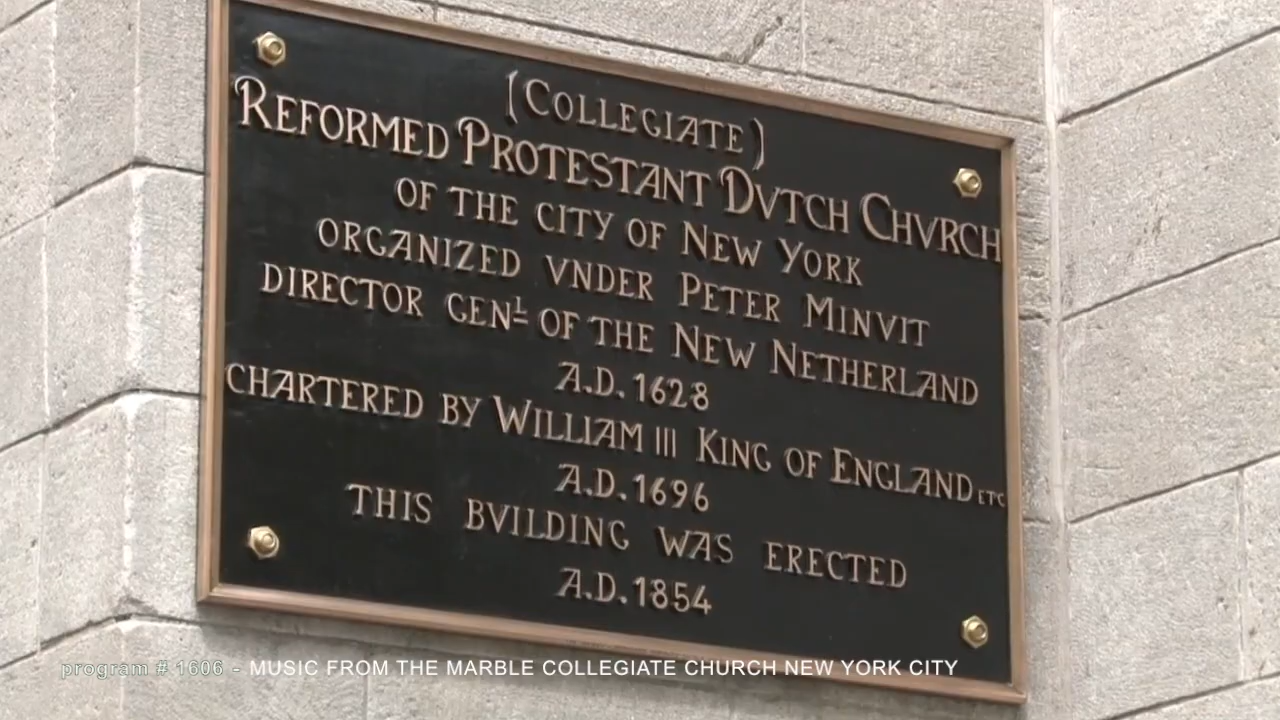 (COLLEGIATE)
REFORMED PROTESTANT DVTCH CHVRCH
OF THE CITY OF NEW YORK
ORGANIZED VNDER PETER MINVIT
DIRECTOR GENL OF THE NEW NETHERLAND
A.D. 1628
CHARTERED BY WILLIAM III KING OF ENGLAND ETC
A.D. 1696
THIS BVILDING WAS ERECTED
A.D. 1854
program # 1606 - MUSIC FROM THE MARBLE COLLEGIATE CHURCH NEW YORK CITY